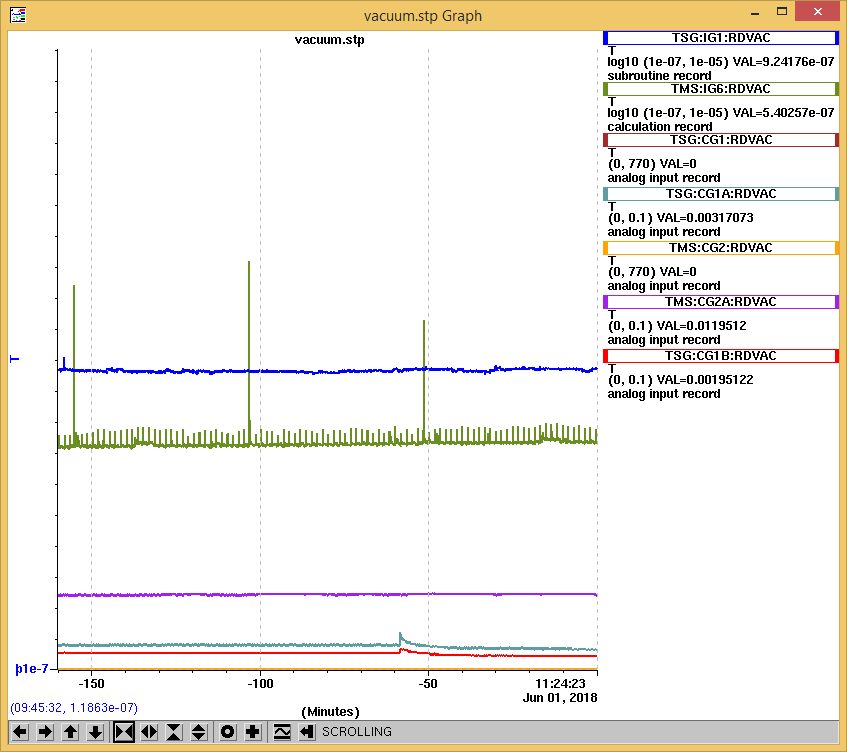 vacuum.stp Graph
vacuum.stp
TSG:IG1:RDVAC
T
log10 (1e-07, 1e-05) VAL=9.24176e-07
subroutine record
TMS:IG6:RDVAC
T
log10 (1e-07, 1e-05) VAL=5.40257e-07
calculation record
TSG:CG1:RDVAC
T
(0, 770) VAL=0
analog input record
TSG:CG1A:RDVAC
T
(0, 0.1) VAL=0.00317073
analog input record
TMS:CG2:RDVAC
T
(0, 770) VAL=0
analog input record
TMS:CG2A:RDVAC
T
(0, 0.1) VAL=0.0119512
analog input record
TSG:CG1B:RDVAC
T
(0, 0.1) VAL=0.00195122
analog input record
T
1e-7
-150 -100 -50 11:24:23
Jun 01, 2018
(09:45:32, 1.1863e-07)
(Minutes)
SCROLLING